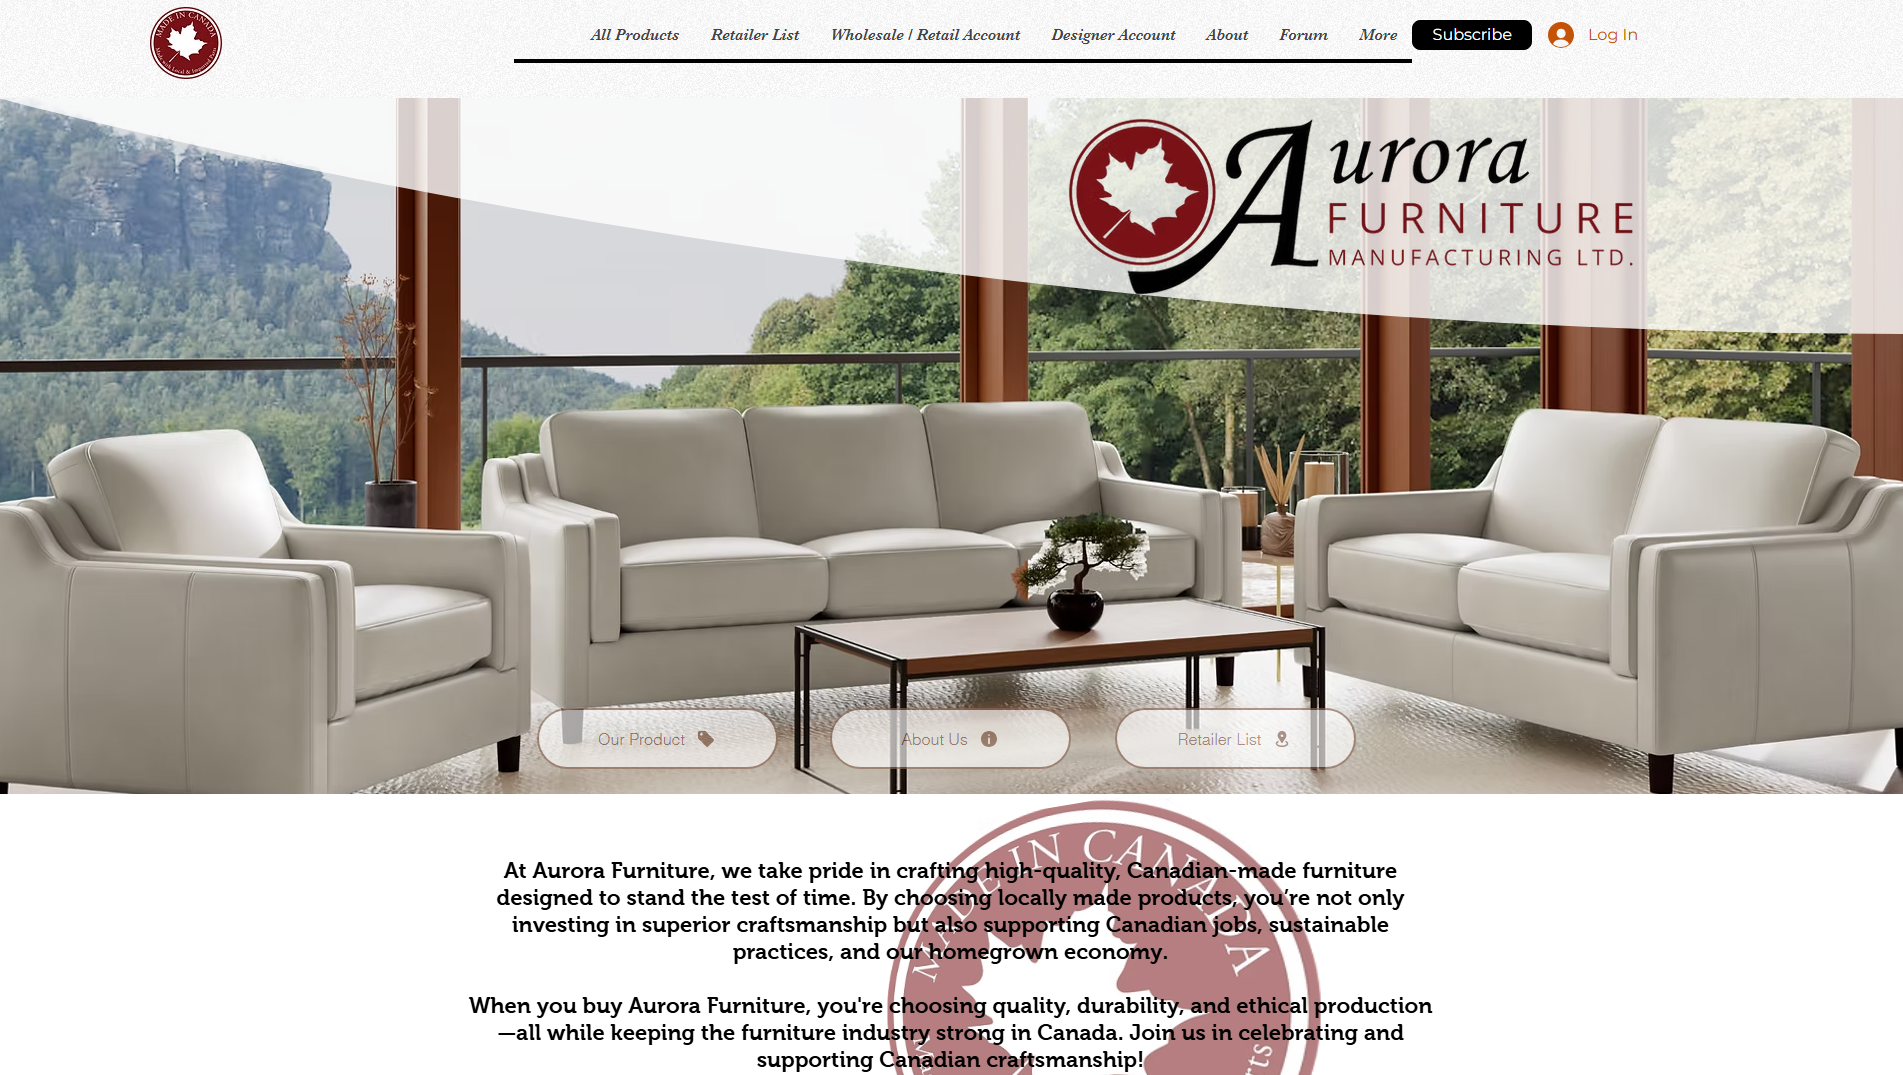 MADE IN CANADA
Made with Local & Imported Parts
All Products
Retailer List
Wholesale / Retail Account
Designer Account
About
Forum
More
Subscribe
Log In
Aurora
FURNITURE
MANUFACTURING LTD.
Our Product
About Us
Retailer List
MADE IN CANADA
At Aurora Furniture, we take pride in crafting high-quality, Canadian-made furniture
designed to stand the test of time. By choosing locally made products, you’re not only
investing in superior craftsmanship but also supporting Canadian jobs, sustainable
practices, and our homegrown economy.
When you buy Aurora Furniture, you're choosing quality, durability, and ethical production
—all while keeping the furniture industry strong in Canada. Join us in celebrating and
supporting Canadian craftsmanship!